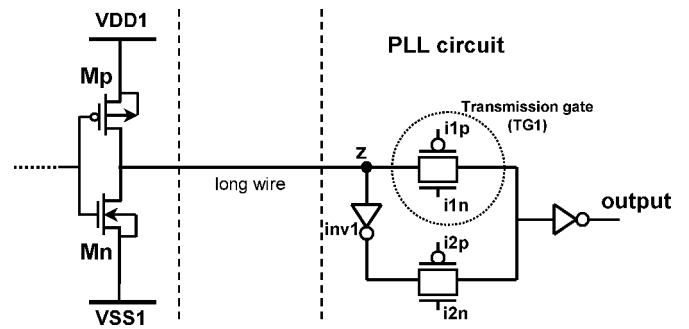 VDD1
PLL circuit
Mp
Transmission gate
(TG1)
i1p
z
long wire
i1n
output
inv1
Mn
i2p
i2n
VSS1